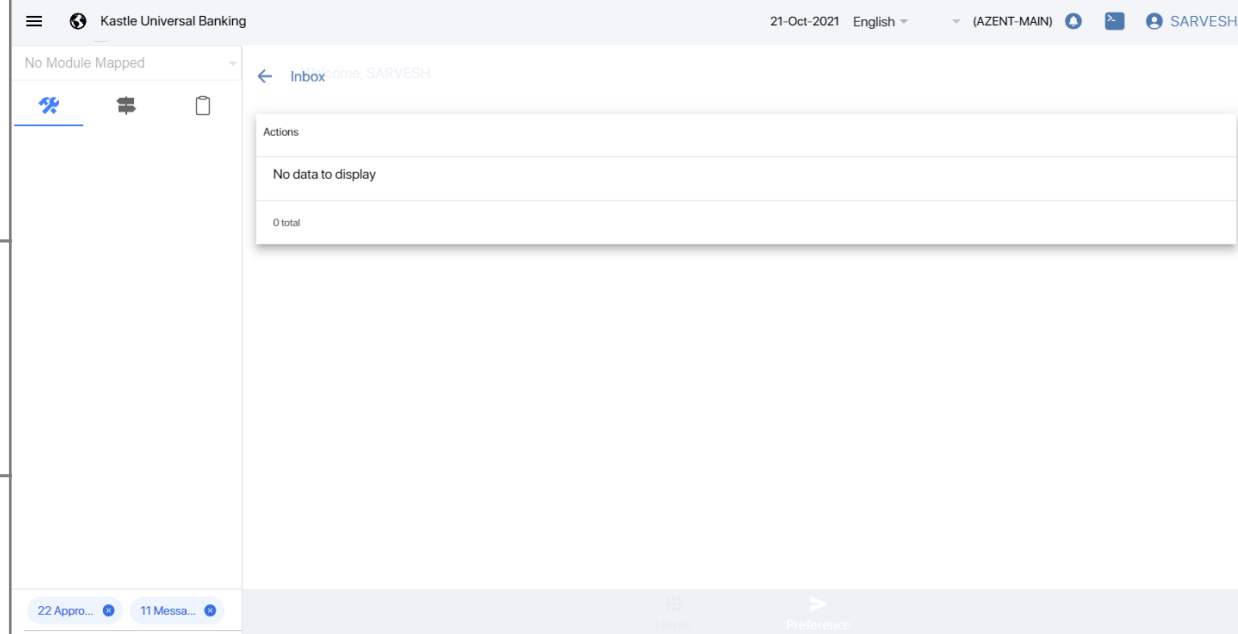 Kastle Universal Banking
21-Oct-2021 English (AZENT-MAIN) SARVESH
No Module Mapped
Welcome, SARVESH
Inbox
Actions
No data to display
0 total
22 Appro... 11 Messa...
Home Preference